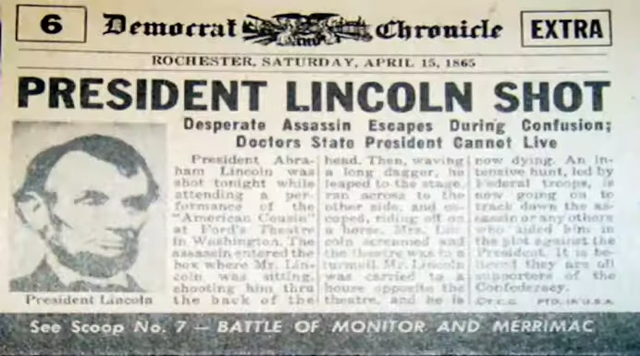 6
Democrat and Chronicle
EXTRA
ROCHESTER, SATURDAY, APRIL 15, 1865
PRESIDENT LINCOLN SHOT
Desperate Assassin Escapes During Confusion;
Doctors State President Cannot Live
President Lincoln
President Abra-
ham Lincoln was
shot tonight while
attending a per-
formance of the
"American Cousin"
at Ford's Theatre
in Washington. The
assassin entered the
box where Mr. Lin-
coln was sitting,
shooting him thru
the back of the
head. Then, waving
a long dagger, he
leaped to the stage,
ran across to the
other side, and es-
caped, riding off on
a horse. Mrs. Lin-
coln screamed and
the theatre was in a
turmoil. Mr. Lincoln
was carried to a
house opposite the
theatre, and he is
now dying. An in-
tensive hunt, led by
Federal troops, is
now going on to
track down the as-
sassin or any others
who aided him in
the plot against the
President. It is be-
lieved they are all
supporters of the
Confederacy.
PTD. IN U.S.A.
See Scoop No. 7 — BATTLE OF MONITOR AND MERRIMAC